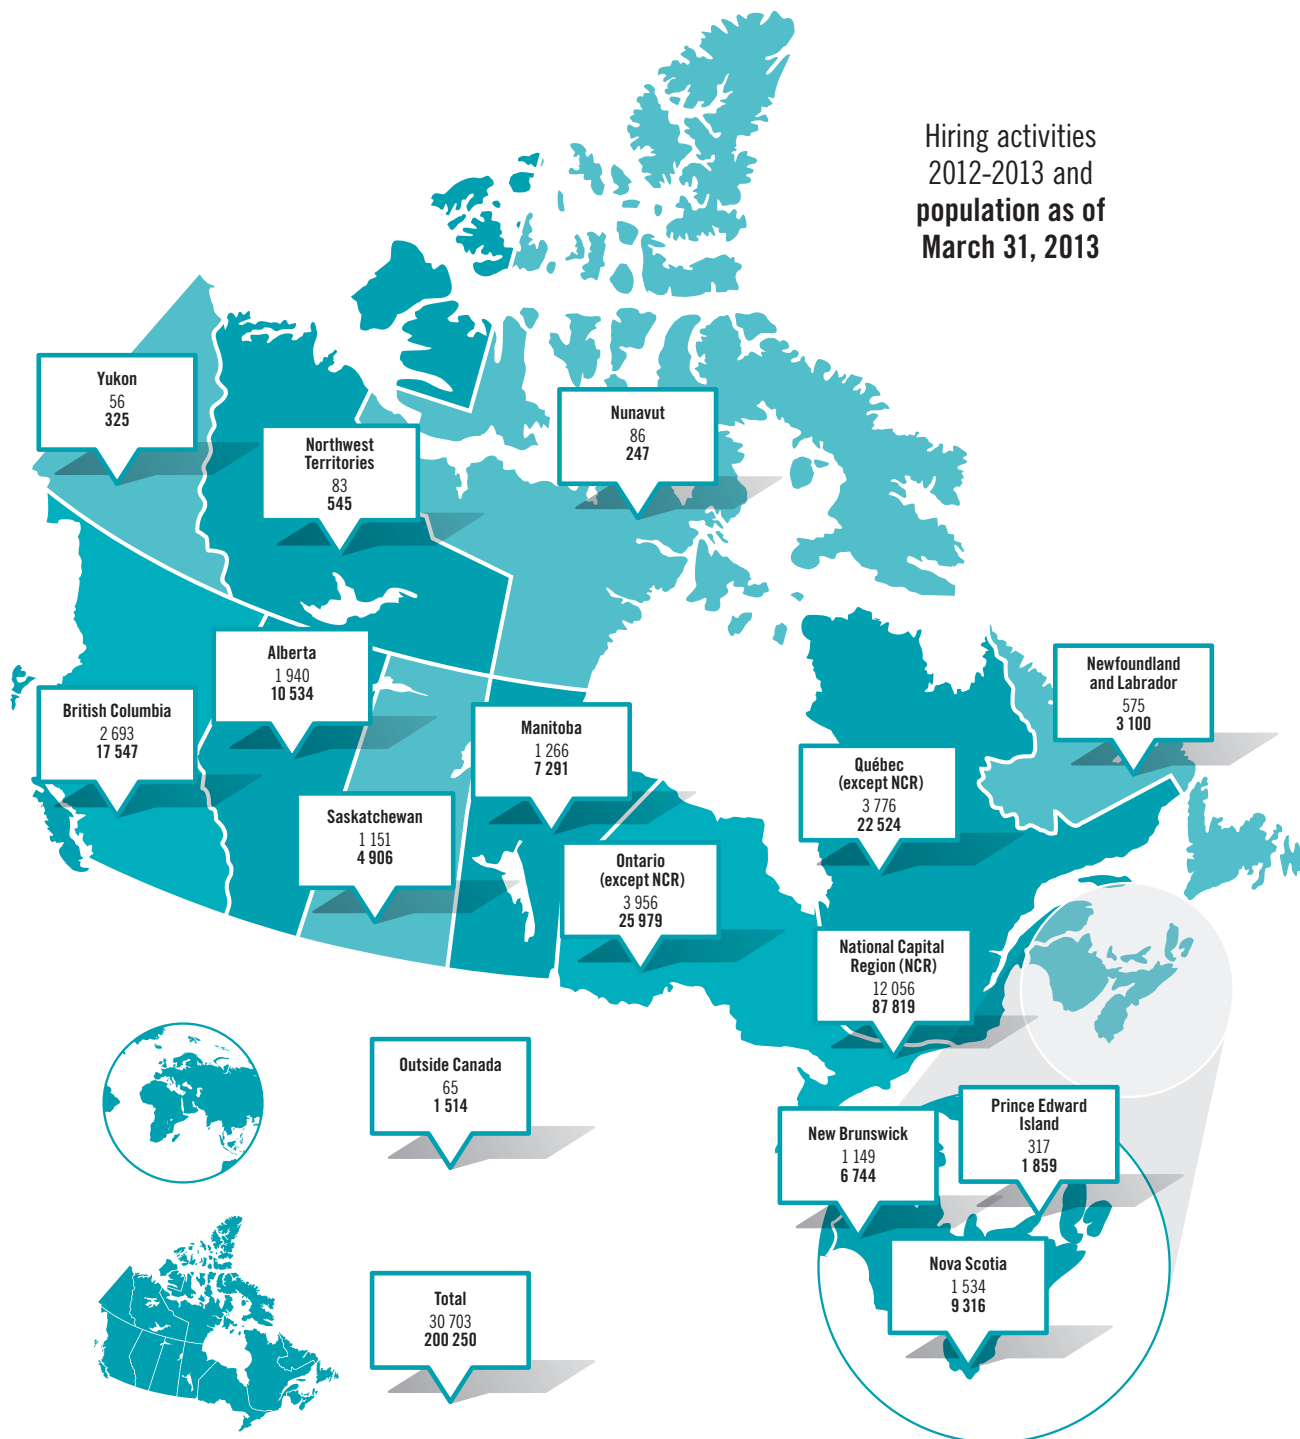 Hiring activities
2012-2013 and
population as of
March 31, 2013
Yukon
56
325
Northwest
Territories
83
545
Nunavut
86
247
British Columbia
2 693
17 547
Alberta
1 940
10 534
Saskatchewan
1 151
4 906
Manitoba
1 266
7 291
Ontario
(except NCR)
3 956
25 979
Québec
(except NCR)
3 776
22 524
Newfoundland
and Labrador
575
3 100
National Capital
Region (NCR)
12 056
87 819
New Brunswick
1 149
6 744
Prince Edward
Island
317
1 859
Nova Scotia
1 534
9 316
Outside Canada
65
1 514
Total
30 703
200 250